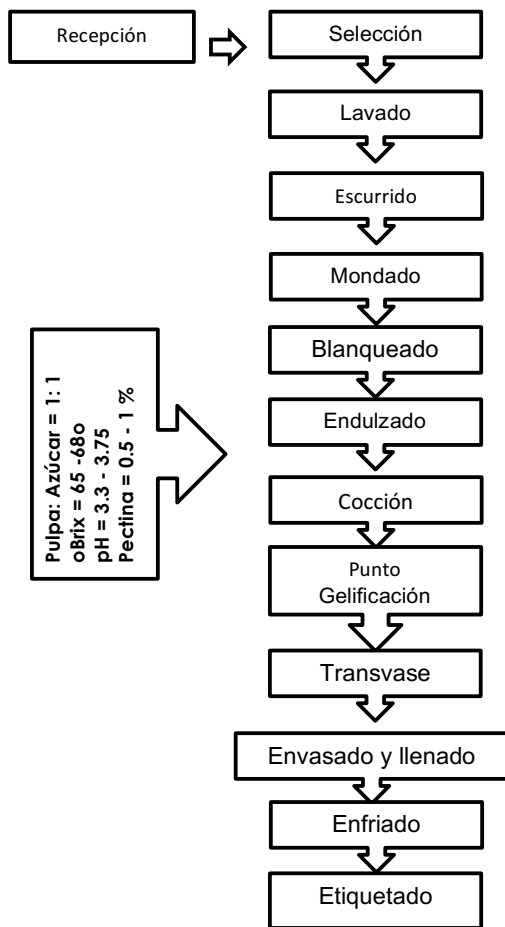 Recepción
Selección
Lavado
Escurrido
Mondado
Blanqueado
Endulzado
Pulpa: Azúcar = 1: 1
oBrix = 65 -68o
pH = 3.3 - 3.75
Pectina = 0.5 - 1 %
Cocción
Punto
Gelificación
Transvase
Envasado y llenado
Enfriado
Etiquetado